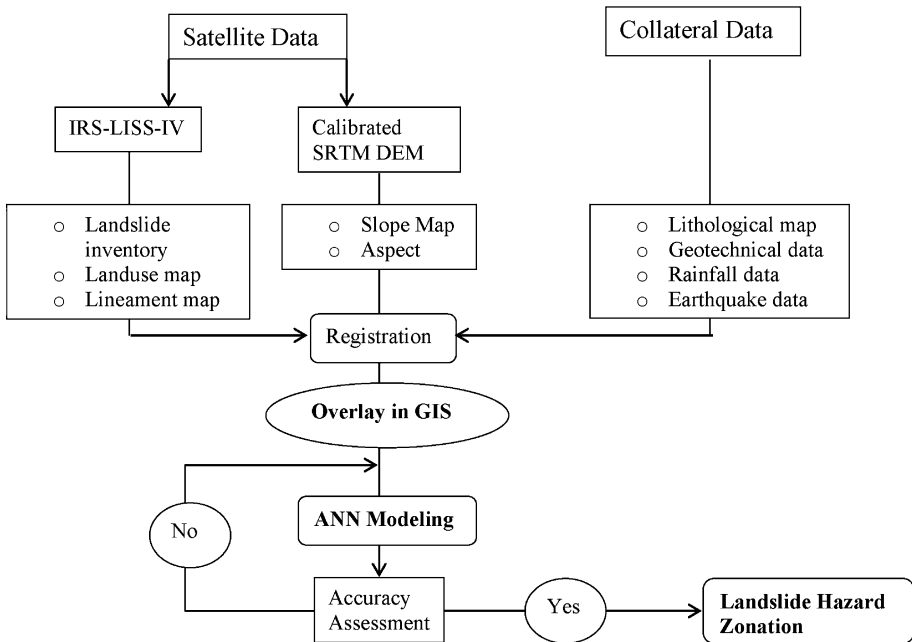 Satellite Data
Collateral Data
IRS-LISS-IV
Calibrated
SRTM DEM
o Landslide
inventory
o Landuse map
o Lineament map
o Slope Map
o Aspect
o Lithological map
o Geotechnical data
o Rainfall data
o Earthquake data
Registration
Overlay in GIS
ANN Modeling
No
Accuracy
Assessment
Yes
Landslide Hazard
Zonation